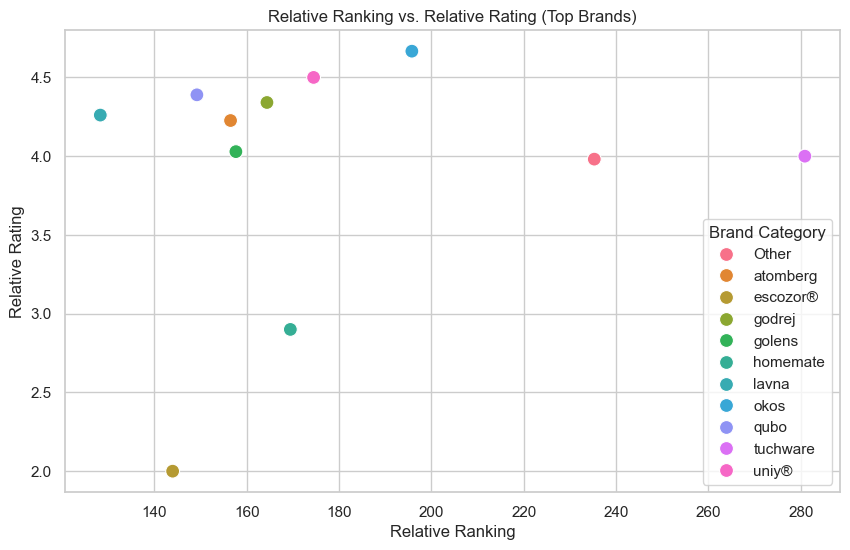 Relative Ranking vs. Relative Rating (Top Brands)
Relative Rating
4.5
4.0
3.5
3.0
2.5
2.0
Brand Category
Other
atomberg
escozor®
godrej
golens
homemate
lavna
okos
qubo
tuchware
uniy®
140 160 180 200 220 240 260 280
Relative Ranking